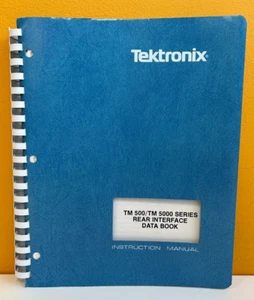 Tektronix
TM 500/TM 5000 SERIES
REAR INTERFACE
DATA BOOK
INSTRUCTION MANUAL